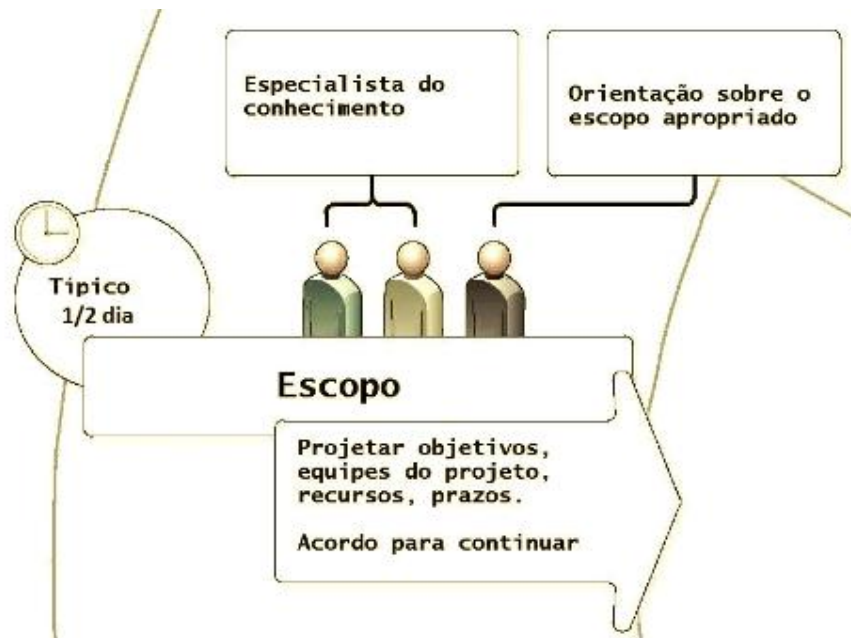 Especialista do
conhecimento
Orientação sobre o
escopo apropriado
Típico
1/2 dia
Escopo
Projetar objetivos,
equipes do projeto,
recursos, prazos.
Acordo para continuar